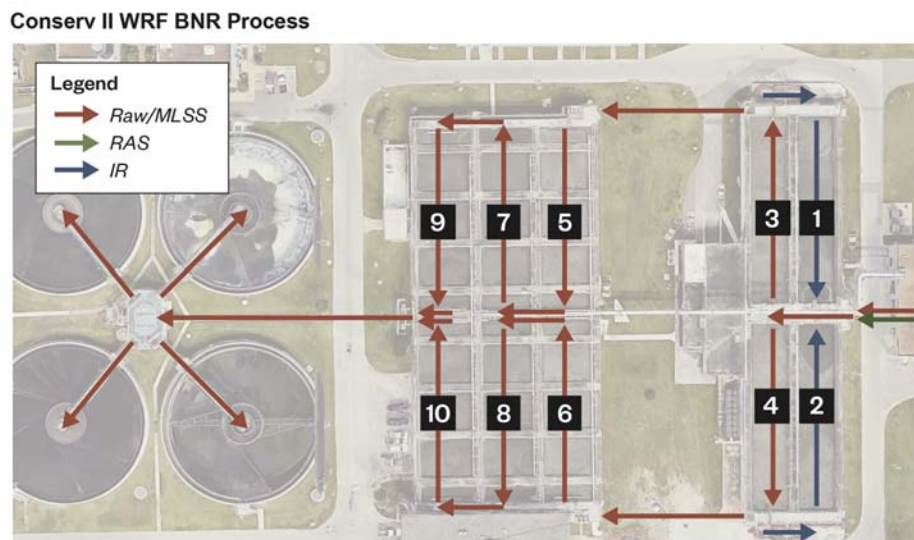 Conserv II WRF BNR Process
Legend
Raw/MLSS
RAS
IR
9 7 5 3 1
10 8 6 4 2